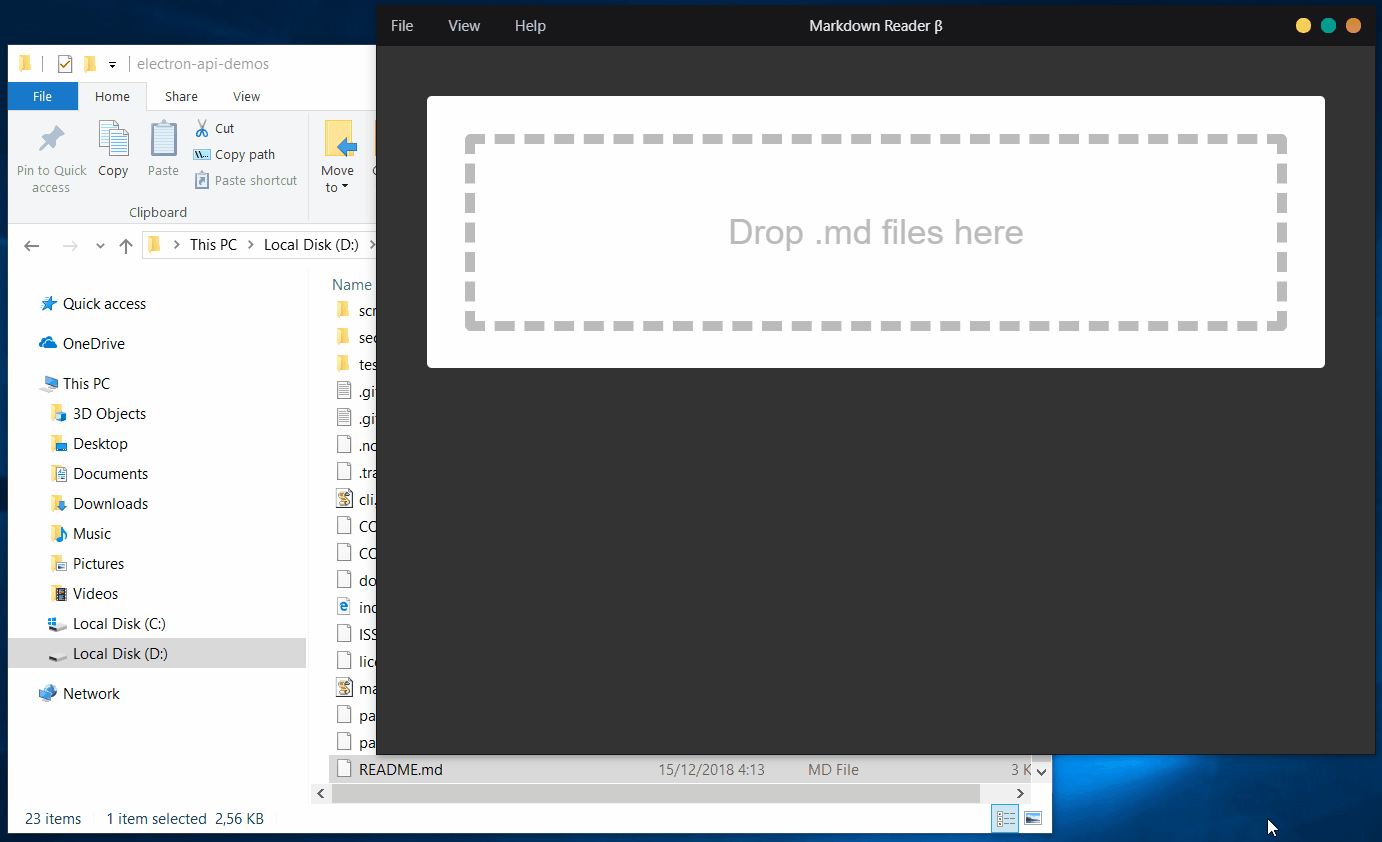 File View Help Markdown Reader β
electron-api-demos
File Home Share View
Cut
Copy path
Paste shortcut
Pin to Quick access
Copy
Paste
Move to
Clipboard
This PC Local Disk (D:)
Drop .md files here
Name
Quick access
OneDrive
This PC
3D Objects
Desktop
Documents
Downloads
Music
Pictures
Videos
Local Disk (C:)
Local Disk (D:)
Network
scr
sec
tes
.gi
.gi
.no
.tra
cli.
CO
CO
do
ind
ISS
lice
ma
pa
pa
README.md 15/12/2018 4:13 MD File 3 K
23 items 1 item selected 2,56 KB